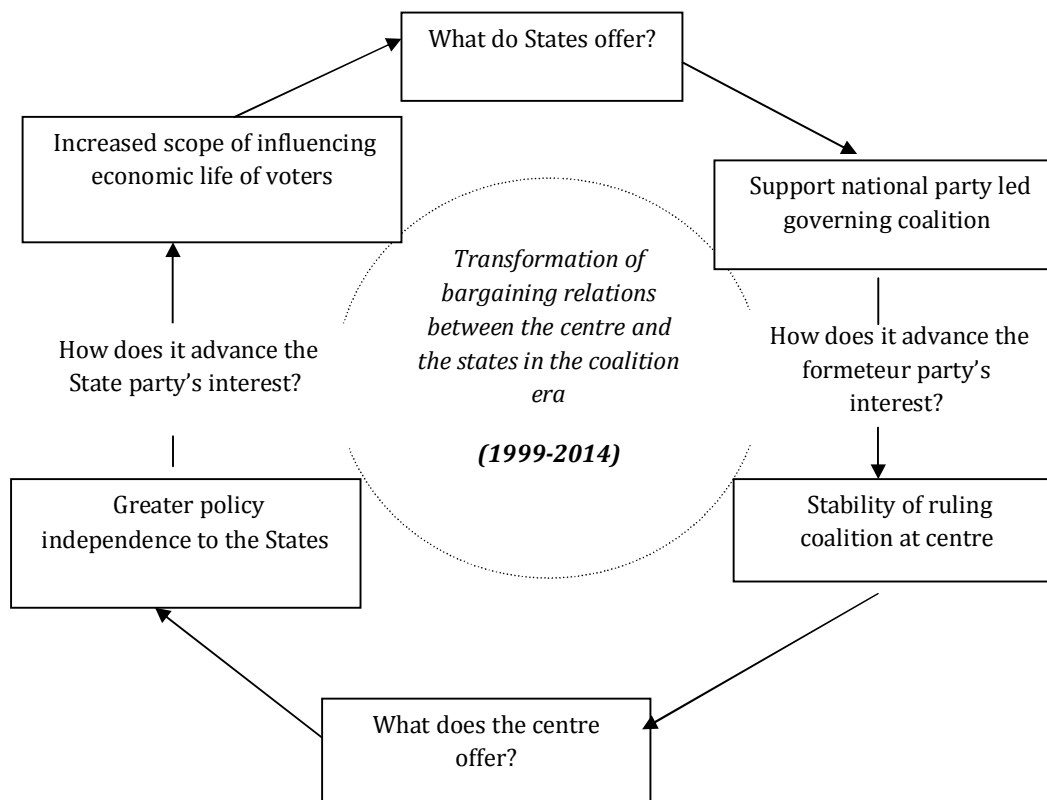 What do States offer?
Increased scope of influencing
economic life of voters
Support national party led
governing coalition
Transformation of
bargaining relations
between the centre and
the states in the coalition
era
(1999-2014)
How does it advance the
State party’s interest?
How does it advance the
formeteur party’s
interest?
Greater policy
independence to the States
Stability of ruling
coalition at centre
What does the centre
offer?